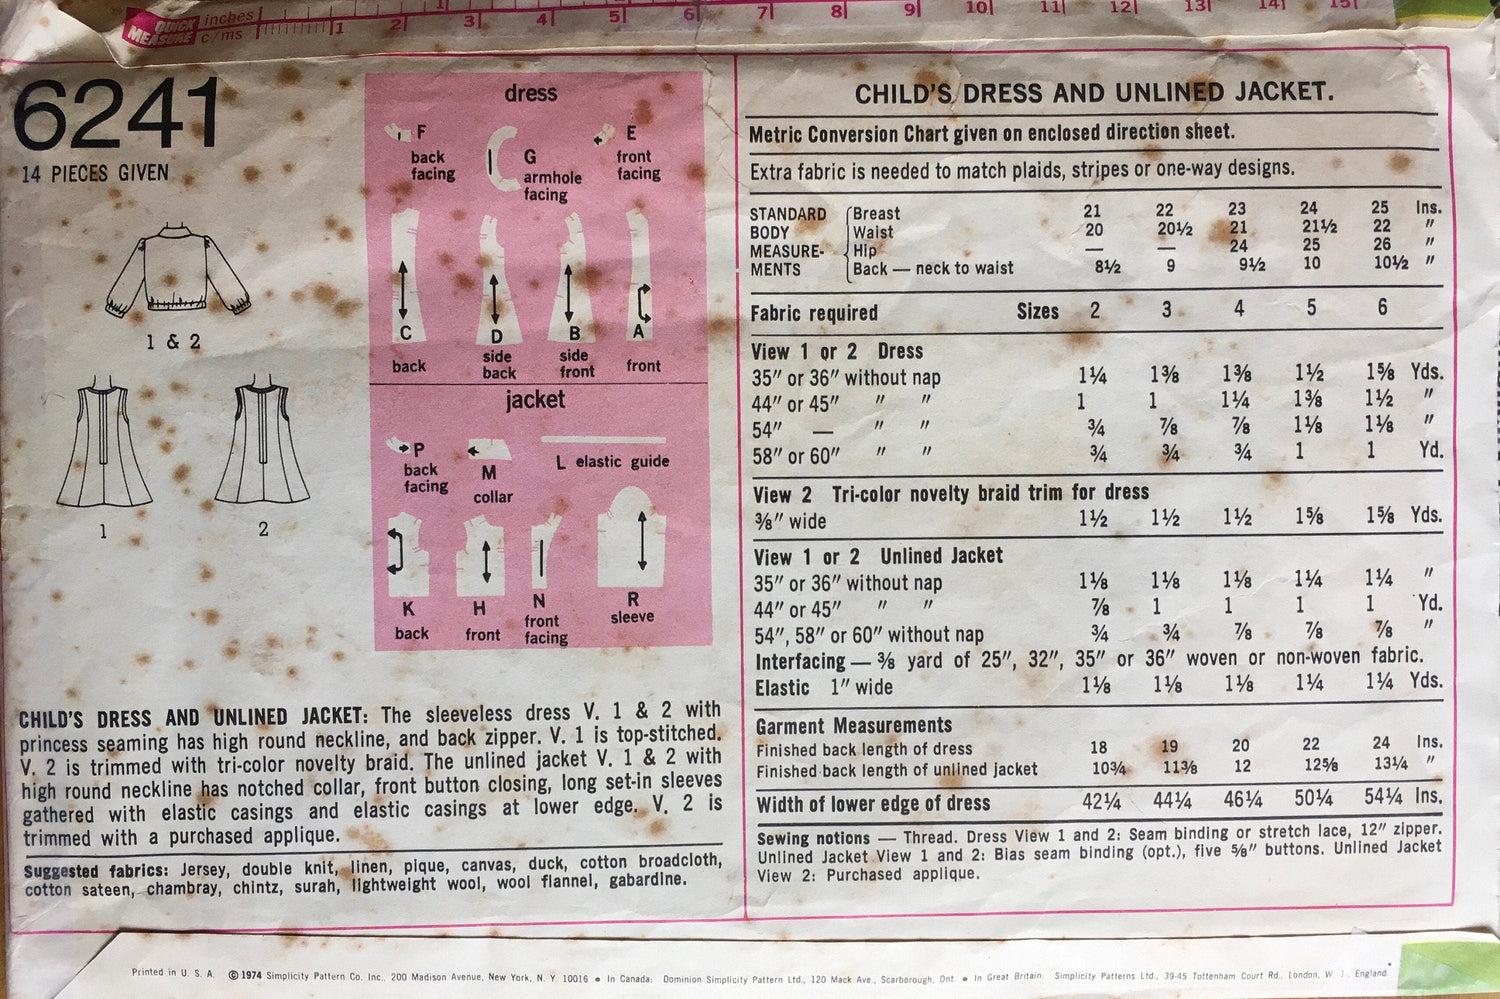 QUICK MEASURE inches 1 2 3 4 5 6 7 8 9 10 11 12 13 14 15
c/ms
6241
14 PIECES GIVEN
1 & 2
1
2
dress
F
back
facing
G
armhole
facing
E
front
facing
C
back
D
side
back
B
side
front
A
front
jacket
P
back
facing
M
collar
L elastic guide
K
back
H
front
N
front
facing
R
sleeve
CHILD'S DRESS AND UNLINED JACKET: The sleeveless dress V. 1 & 2 with
princess seaming has high round neckline, and back zipper. V. 1 is top-stitched.
V. 2 is trimmed with tri-color novelty braid. The unlined jacket V. 1 & 2 with
high round neckline has notched collar, front button closing, long set-in sleeves
gathered with elastic casings and elastic casings at lower edge. V. 2 is
trimmed with a purchased applique.
Suggested fabrics: Jersey, double knit, linen, pique, canvas, duck, cotton broadcloth,
cotton sateen, chambray, chintz, surah, lightweight wool, wool flannel, gabardine.
CHILD'S DRESS AND UNLINED JACKET.
Metric Conversion Chart given on enclosed direction sheet.
Extra fabric is needed to match plaids, stripes or one-way designs.
STANDARD Breast 21 22 23 24 25 Ins.
BODY Waist 20 20½ 21 21½ 22 "
MEASURE- Hip — — 24 25 26 "
MENTS Back — neck to waist 8½ 9 9½ 10 10½ "
Fabric required Sizes 2 3 4 5 6
View 1 or 2 Dress
35" or 36" without nap 1¼ 1⅜ 1⅜ 1½ 1⅝ Yds.
44" or 45" " " 1 1 1¼ 1⅜ 1½ "
54" — " " ¾ ⅞ ⅞ 1⅛ 1⅛ "
58" or 60" " " ¾ ¾ ¾ 1 1 Yd.
View 2 Tri-color novelty braid trim for dress
⅜" wide 1½ 1½ 1½ 1⅝ 1⅝ Yds.
View 1 or 2 Unlined Jacket
35" or 36" without nap 1⅛ 1⅛ 1⅛ 1¼ 1¼ "
44" or 45" " " ⅞ 1 1 1 1 Yd.
54", 58" or 60" without nap ¾ ¾ ⅞ ⅞ ⅞ "
Interfacing — ⅜ yard of 25", 32", 35" or 36" woven or non-woven fabric.
Elastic 1" wide 1⅛ 1⅛ 1⅛ 1¼ 1¼ Yds.
Garment Measurements
Finished back length of dress 18 19 20 22 24 Ins.
Finished back length of unlined jacket 10¾ 11⅜ 12 12⅝ 13¼ "
Width of lower edge of dress 42¼ 44¼ 46¼ 50¼ 54¼ Ins.
Sewing notions — Thread. Dress View 1 and 2: Seam binding or stretch lace, 12" zipper.
Unlined Jacket View 1 and 2: Bias seam binding (opt.), five ⅝" buttons. Unlined Jacket
View 2: Purchased applique.
Printed in U. S. A. © 1974 Simplicity Pattern Co. Inc., 200 Madison Avenue, New York, N. Y. 10016 • In Canada: Dominion Simplicity Pattern Ltd., 120 Mack Ave., Scarborough, Ont. • In Great Britain: Simplicity Patterns Ltd., 39-45 Tottenham Court Rd., London, W. 1., England.